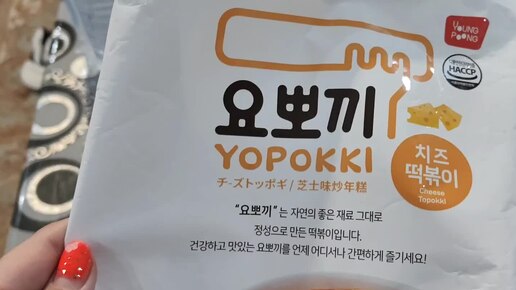 YOUNG
POONG
HACCP
요뽀끼
YOPOKKI
チーズトッポギ / 芝士味炒年糕
치즈
떡볶이
Cheese
Topokki
“요뽀끼” 는 자연의 좋은 재료 그대로
정성으로 만든 떡볶이입니다.
건강하고 맛있는 요뽀끼를 언제 어디서나 간편하게 즐기세요!